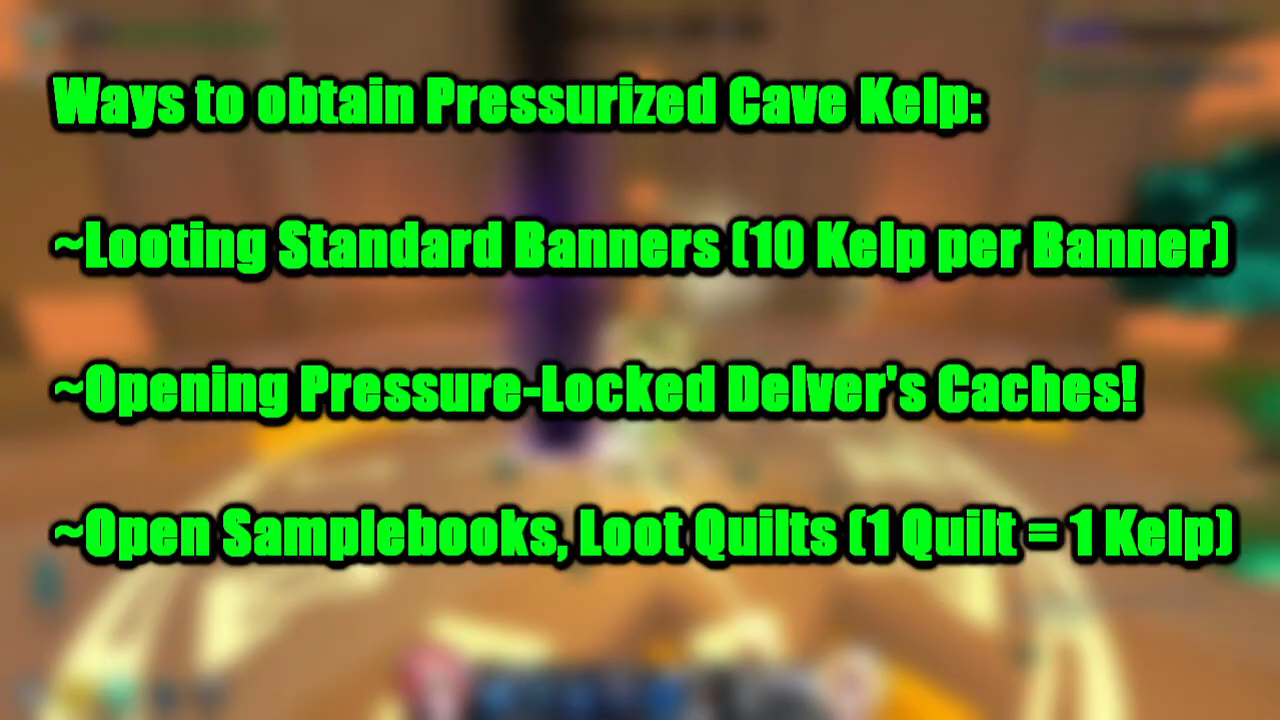 Ways to obtain Pressurized Cave Kelp:
~Looting Standard Banners (10 Kelp per Banner)
~Opening Pressure-Locked Delver's Caches!
~Open Samplebooks, Loot Quilts (1 Quilt = 1 Kelp)